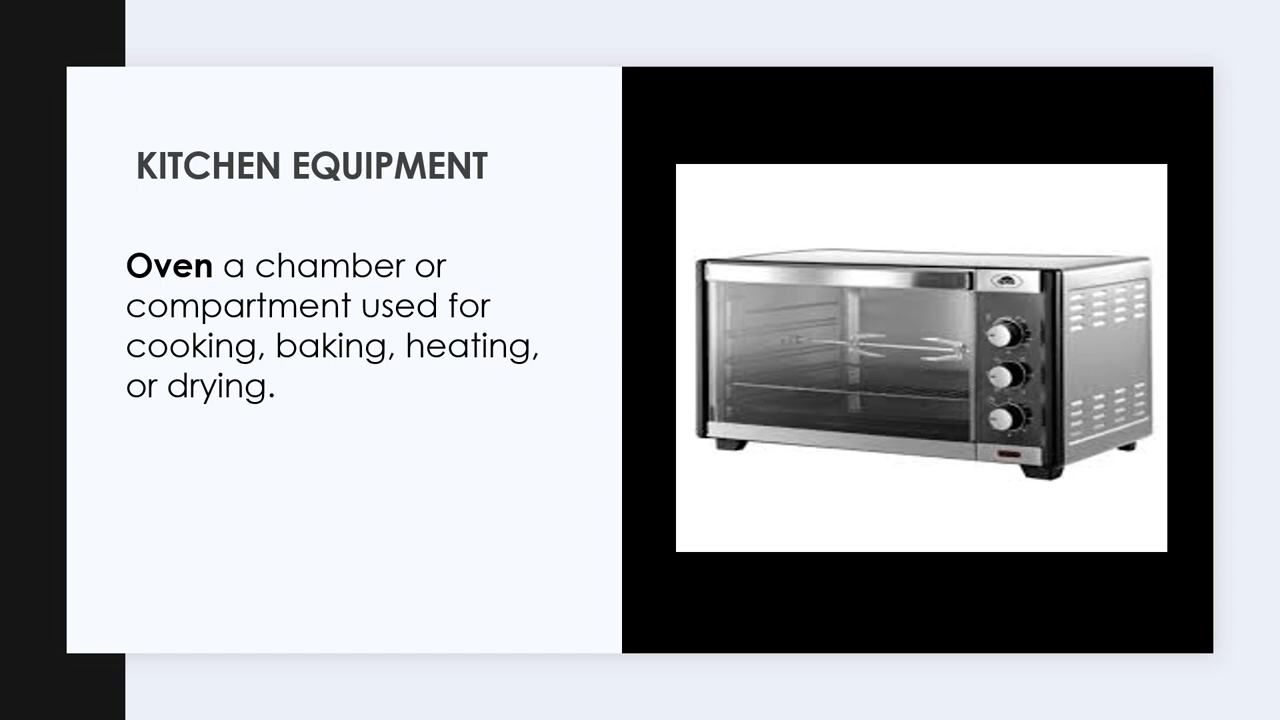 KITCHEN EQUIPMENT
Oven a chamber or
compartment used for
cooking, baking, heating,
or drying.